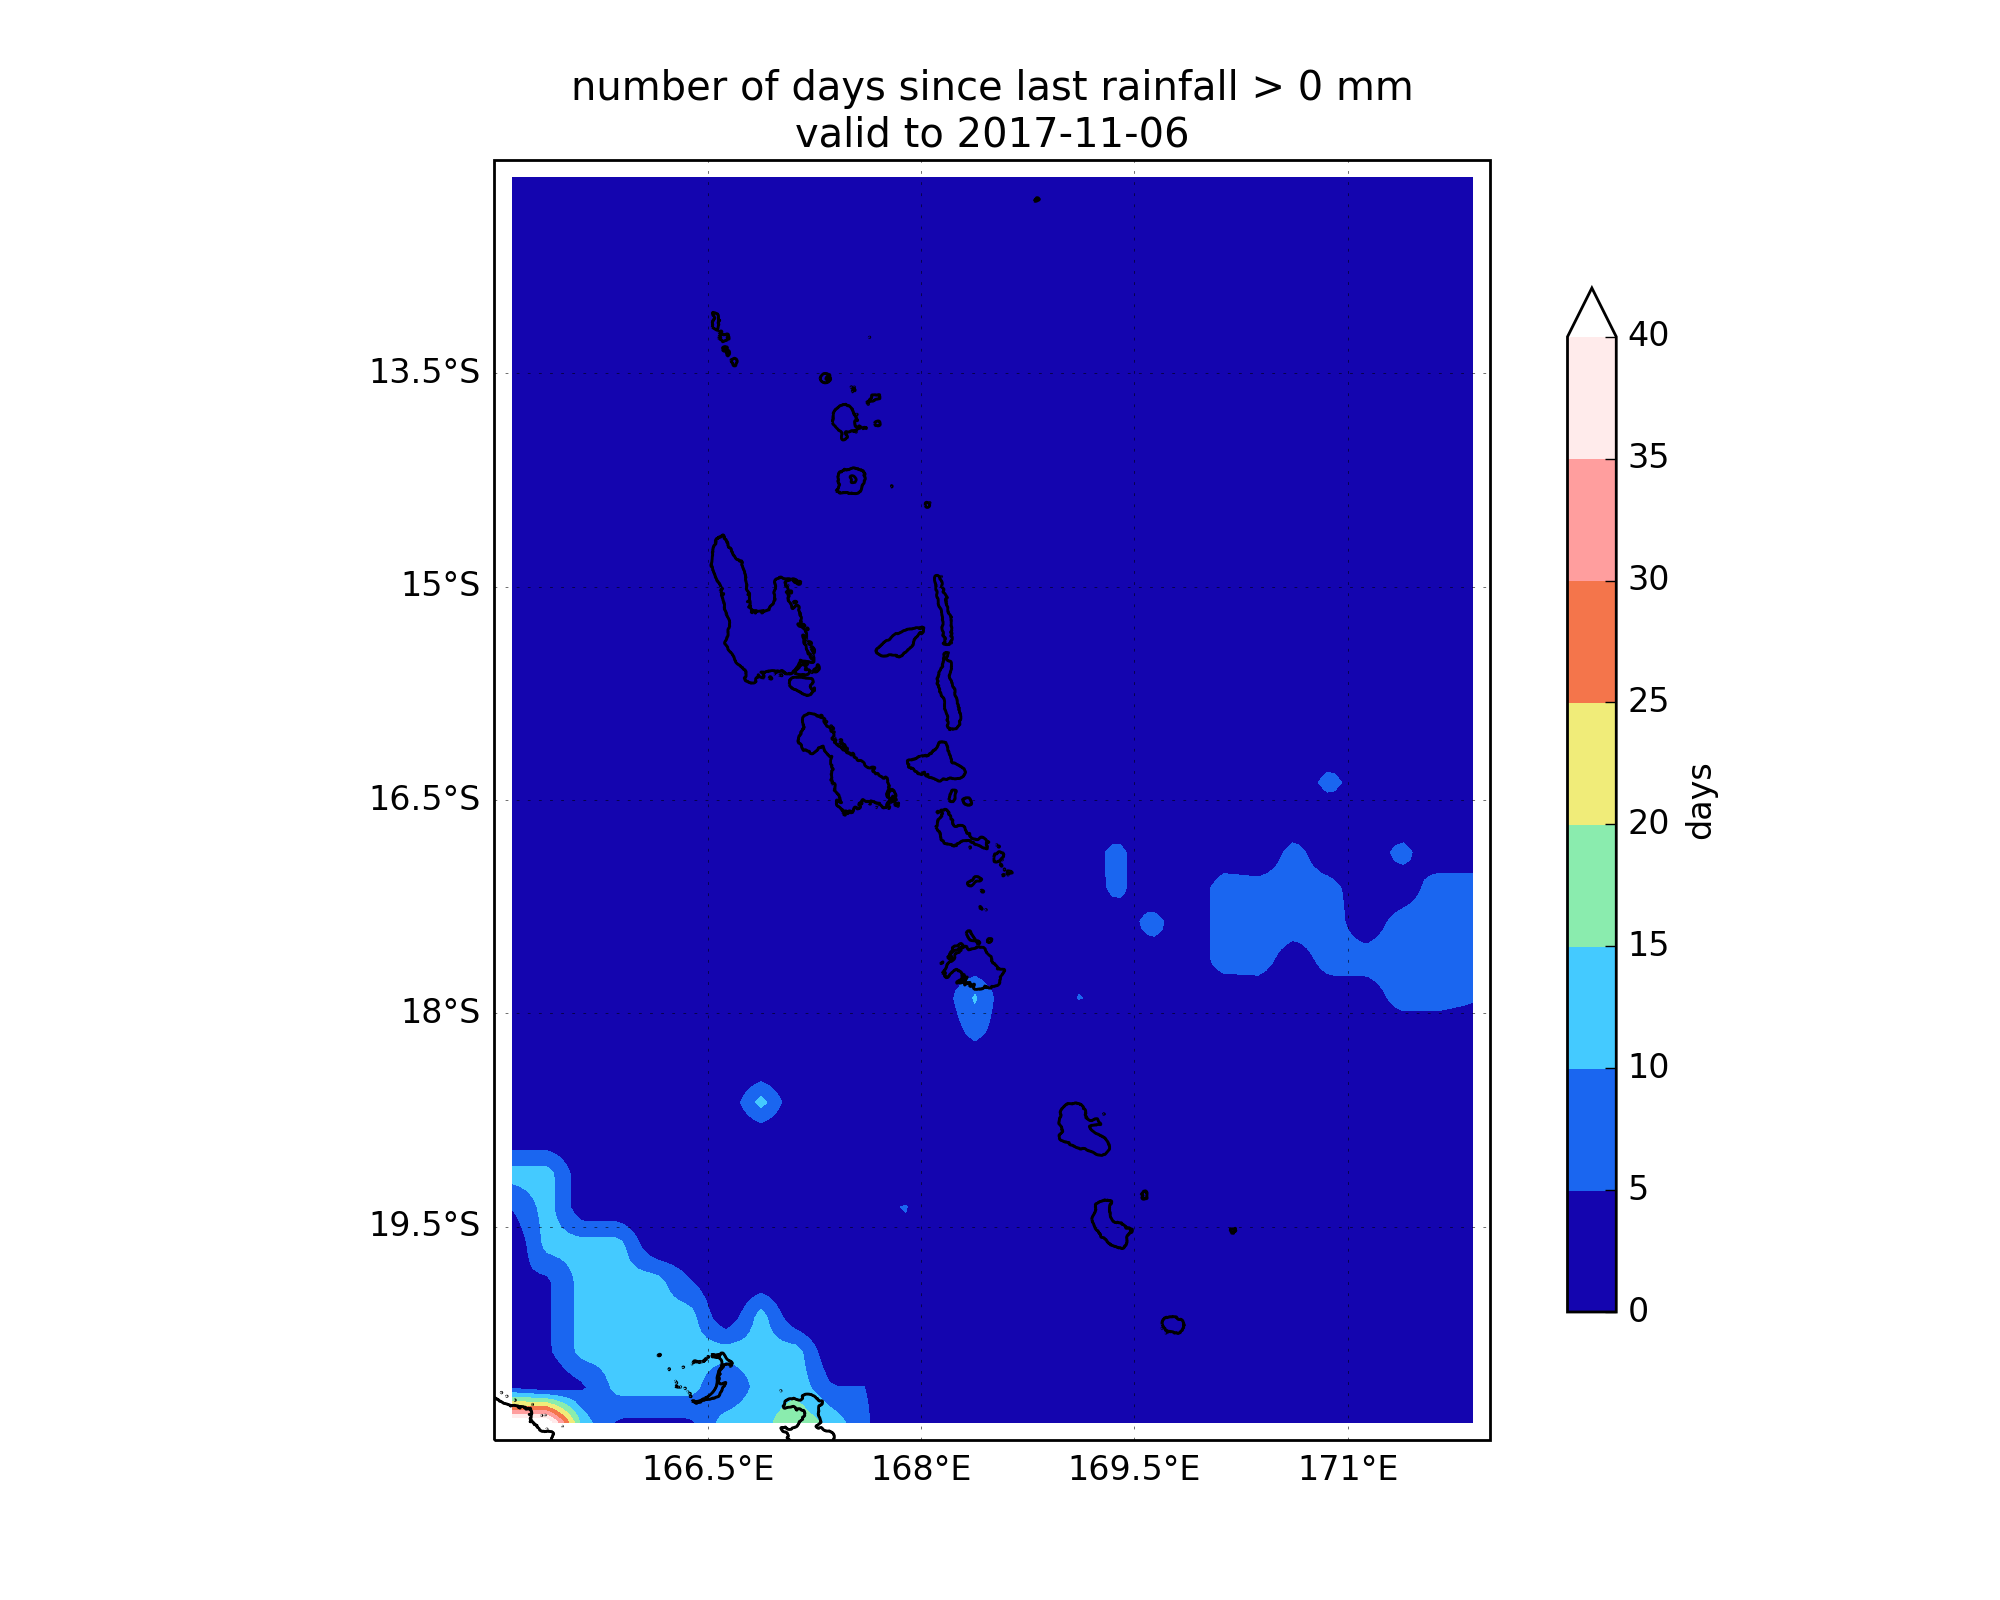 number of days since last rainfall > 0 mm
valid to 2017-11-06
13.5°S
15°S
16.5°S
18°S
19.5°S
166.5°E
168°E
169.5°E
171°E
40
35
30
25
20
15
10
5
0
days